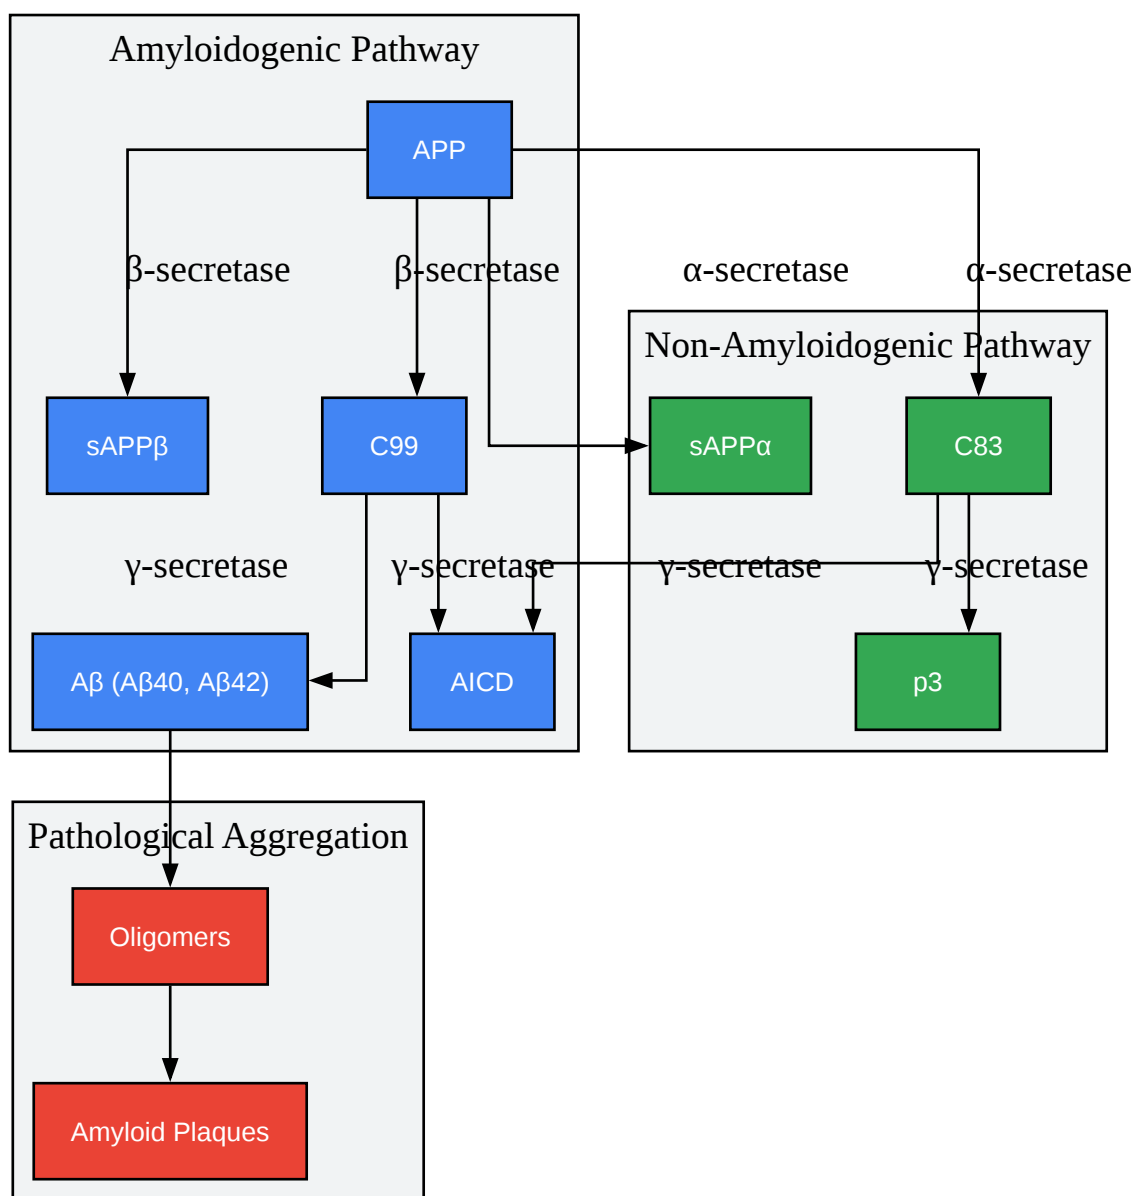 Amyloidogenic Pathway
APP
β-secretase
β-secretase
α-secretase
α-secretase
Non-Amyloidogenic Pathway
sAPPβ
C99
sAPPα
C83
γ-secretase
γ-secretase
γ-secretase
γ-secretase
Aβ (Aβ40, Aβ42)
AICD
p3
Pathological Aggregation
Oligomers
Amyloid Plaques